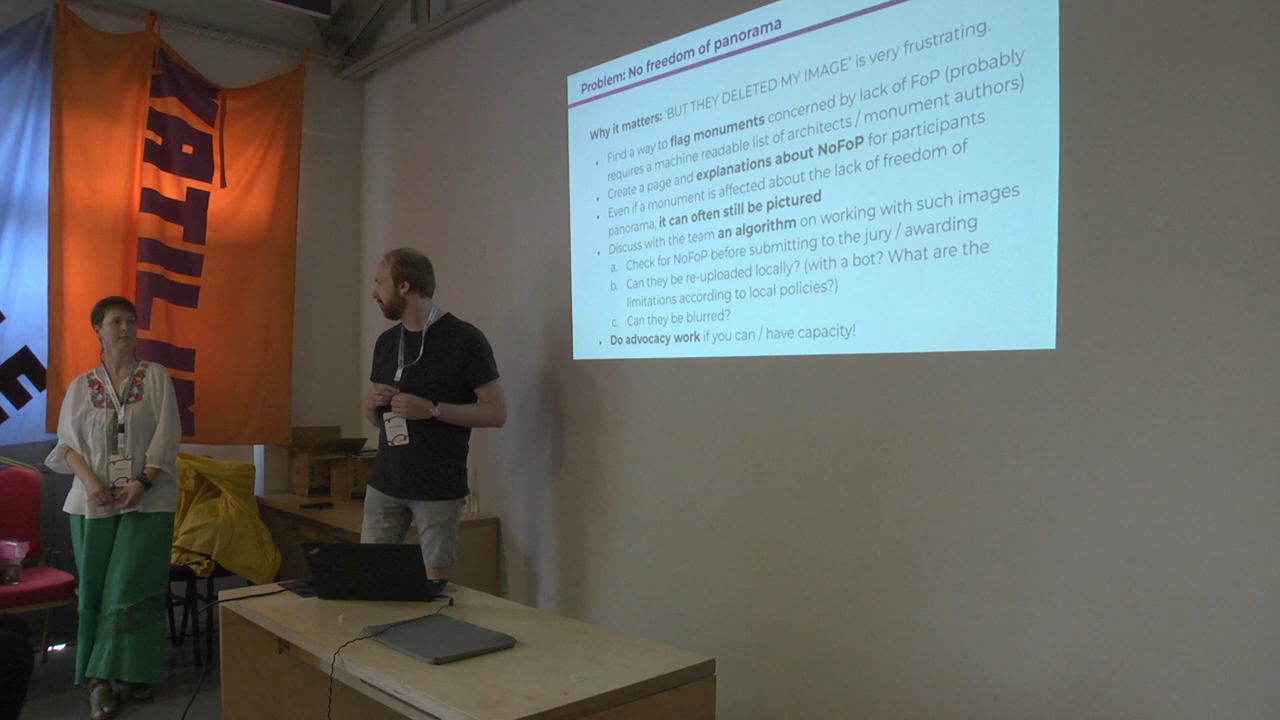 Problem: No freedom of panorama
Why it matters: ‘BUT THEY DELETED MY IMAGE’ is very frustrating.
• Find a way to flag monuments concerned by lack of FoP (probably
requires a machine readable list of architects / monument authors)
• Create a page and explanations about NoFoP for participants
• Even if a monument is affected about the lack of freedom of
panorama, it can often still be pictured
• Discuss with the team an algorithm on working with such images
a. Check for NoFoP before submitting to the jury / awarding
b. Can they be re-uploaded locally? (with a bot? What are the
limitations according to local policies?)
c. Can they be blurred?
• Do advocacy work if you can / have capacity!